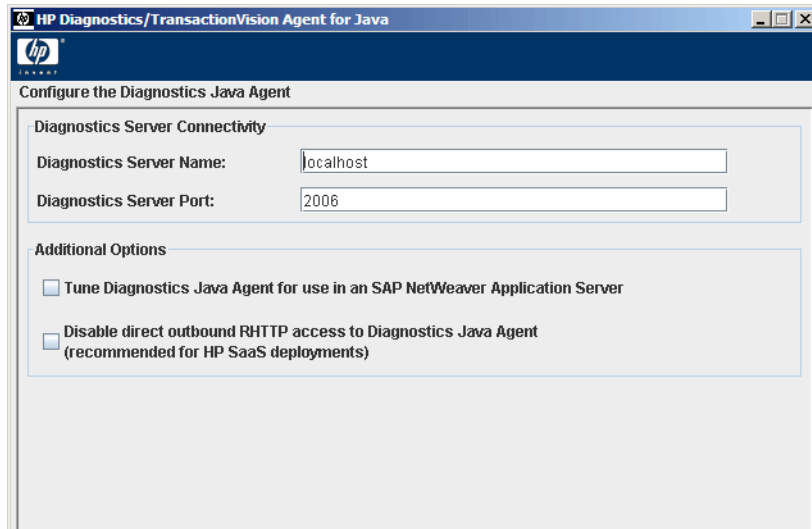 HP Diagnostics/TransactionVision Agent for Java
hp
invent
Configure the Diagnostics Java Agent
Diagnostics Server Connectivity
Diagnostics Server Name:
localhost
Diagnostics Server Port:
2006
Additional Options
Tune Diagnostics Java Agent for use in an SAP NetWeaver Application Server
Disable direct outbound RHTTP access to Diagnostics Java Agent
(recommended for HP SaaS deployments)